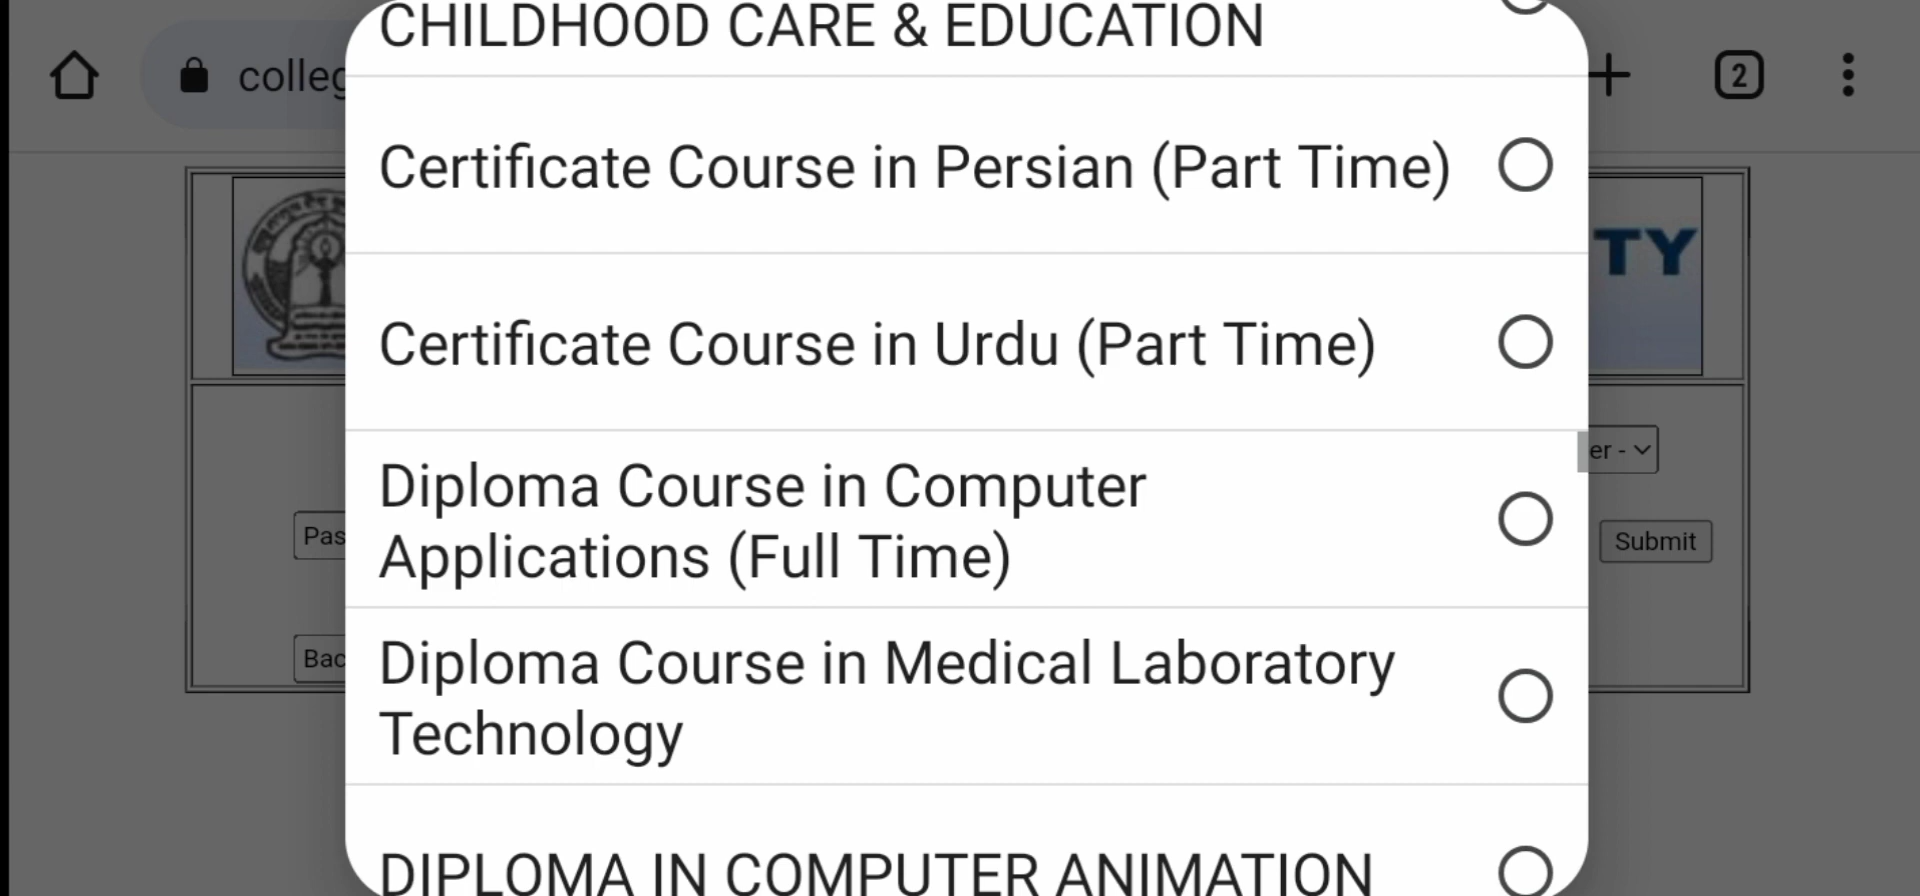 CHILDHOOD CARE & EDUCATION
colleg
2
Certificate Course in Persian (Part Time)
TY
Certificate Course in Urdu (Part Time)
er -
Diploma Course in Computer
Applications (Full Time)
Pas
Submit
Diploma Course in Medical Laboratory
Technology
Bac
DIPLOMA IN COMPUTER ANIMATION